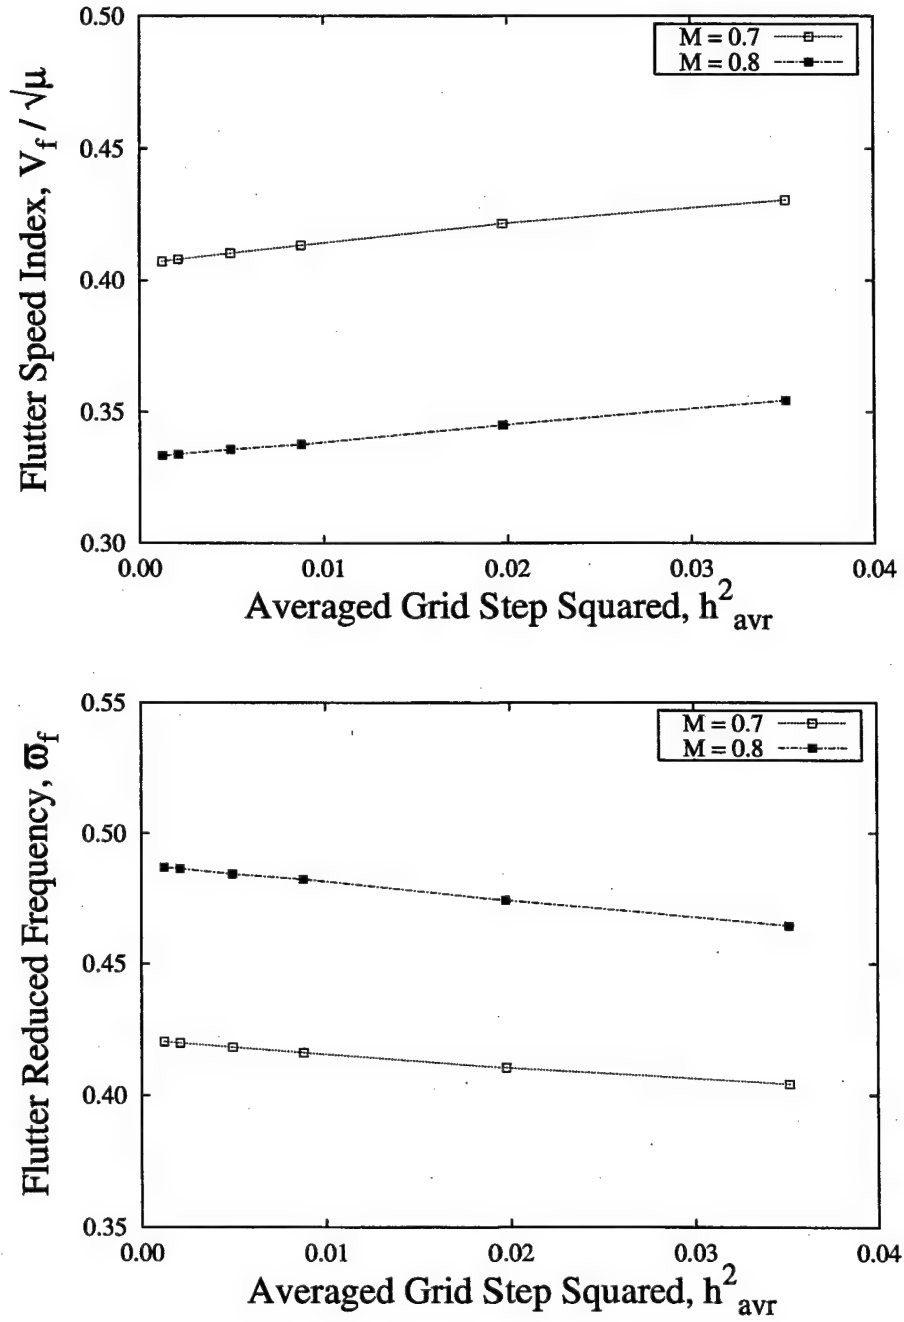 0.50
M = 0.7
M = 0.8
0.45
0.40
0.35
0.30
Flutter Speed Index, V_f / √μ
0.00 0.01 0.02 0.03 0.04
Averaged Grid Step Squared, h²_avr
0.55
M = 0.7
M = 0.8
0.50
0.45
0.40
0.35
Flutter Reduced Frequency, ϖ_f
0.00 0.01 0.02 0.03 0.04
Averaged Grid Step Squared, h²_avr